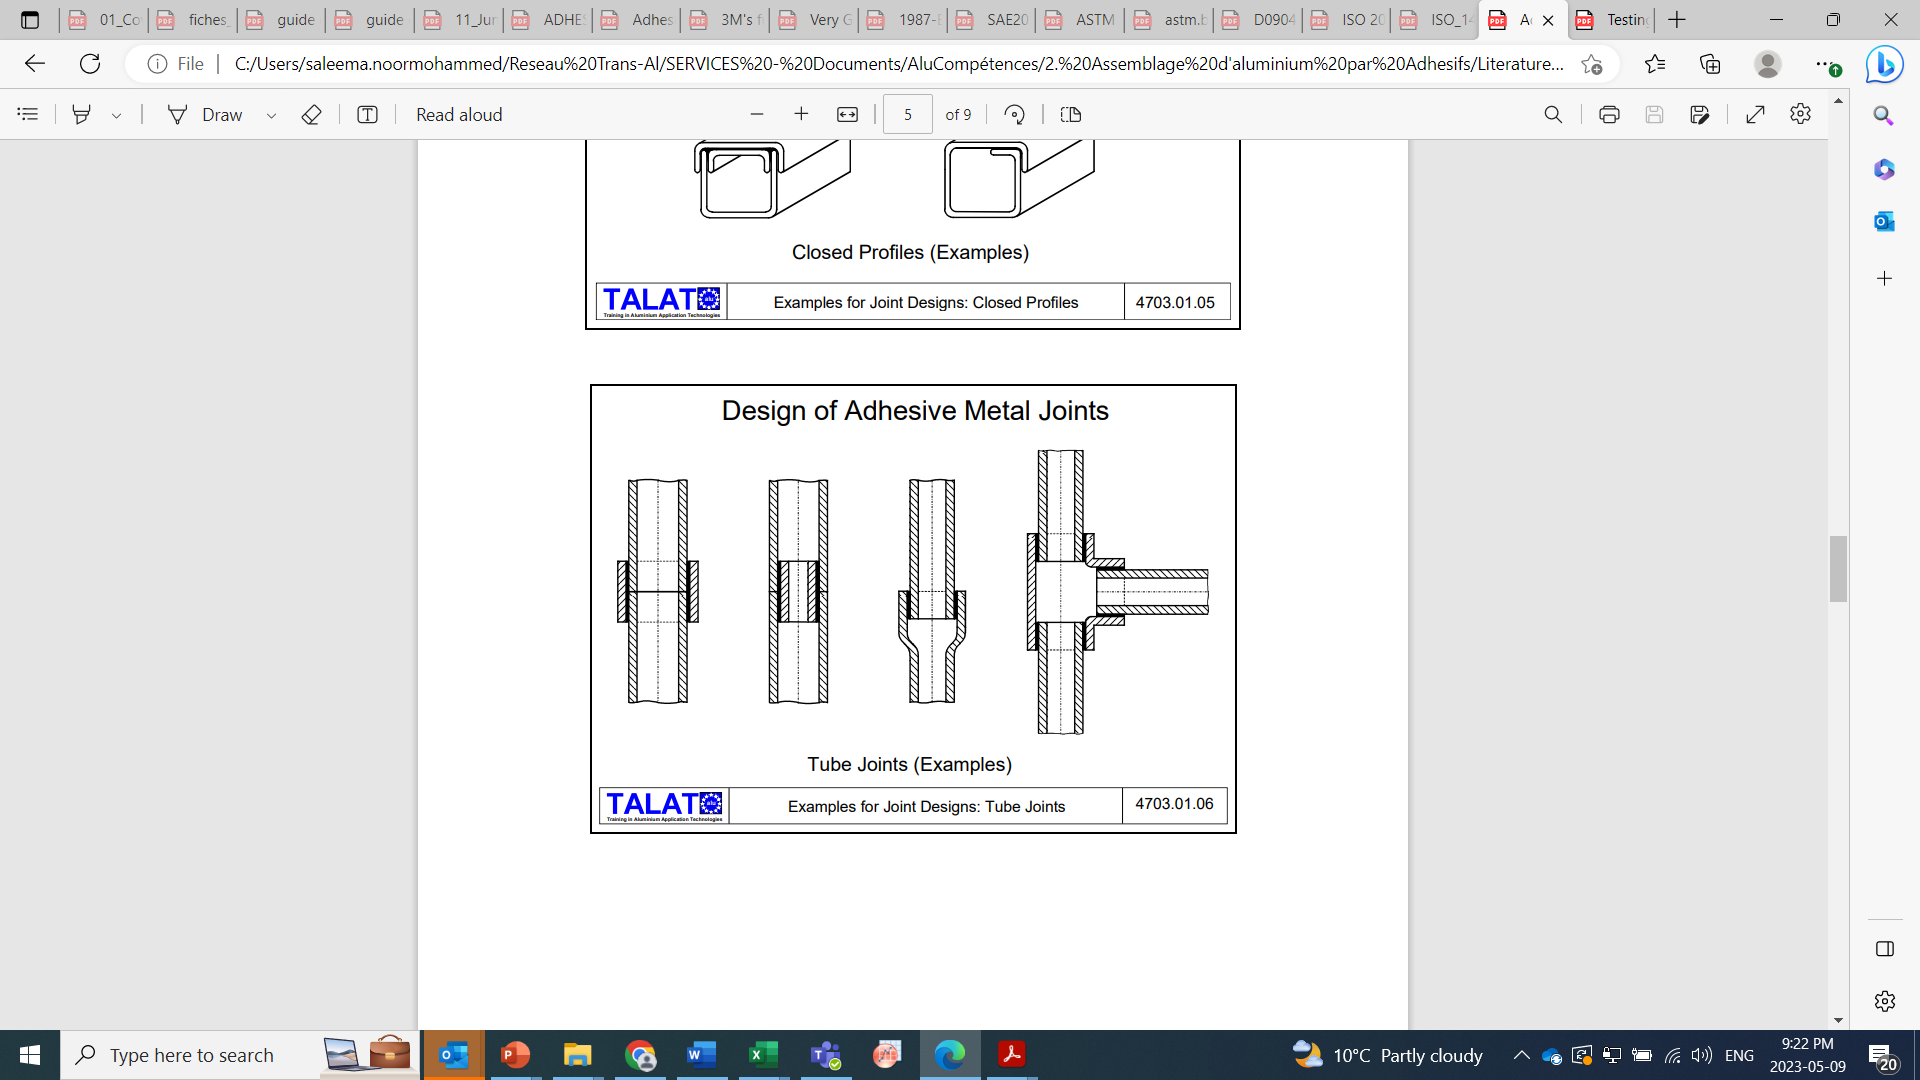 01_Co
fiches_
guide
guide
11_Jur
ADHE
Adhes
3M's f
Very G
1987-E
SAE20
ASTM
astm.b
D0904
ISO 20
ISO_14
A
Testing
File
C:/Users/saleema.noormohammed/Reseau%20Trans-Al/SERVICES%20-%20Documents/AluCompétences/2.%20Assemblage%20d'aluminium%20par%20Adhesifs/Literature...
Draw
Read aloud
5
of 9
Closed Profiles (Examples)
TALAT
alu
Training in Aluminium Application Technologies
Examples for Joint Designs: Closed Profiles
4703.01.05
Design of Adhesive Metal Joints
Tube Joints (Examples)
TALAT
alu
Training in Aluminium Application Technologies
Examples for Joint Designs: Tube Joints
4703.01.06
Type here to search
10°C Partly cloudy
ENG
9:22 PM
2023-05-09
20